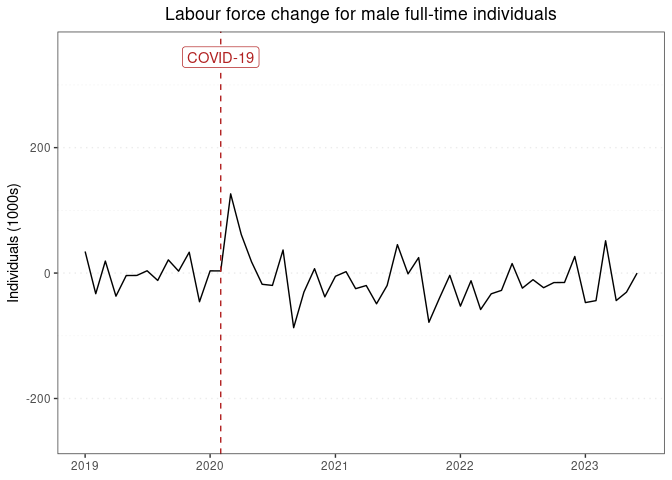 Labour force change for male full-time individuals
COVID-19
Individuals (1000s)
200
0
-200
2019 2020 2021 2022 2023